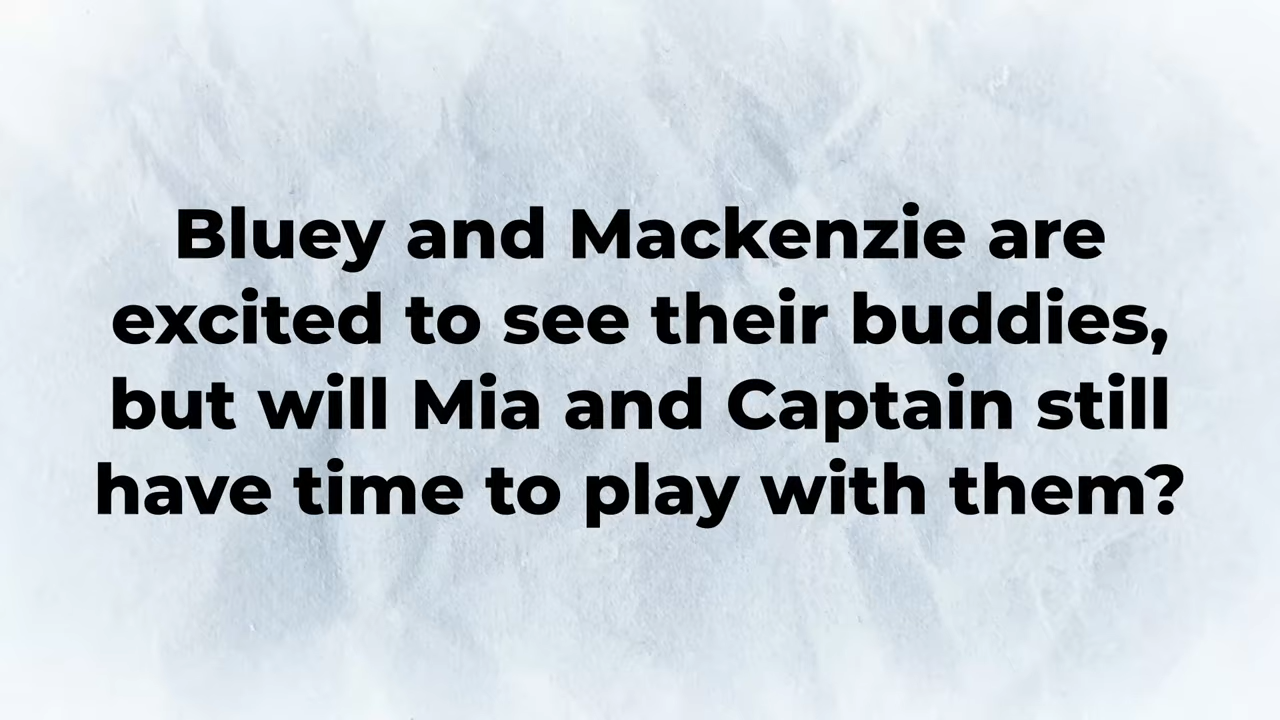 Bluey and Mackenzie are
excited to see their buddies,
but will Mia and Captain still
have time to play with them?